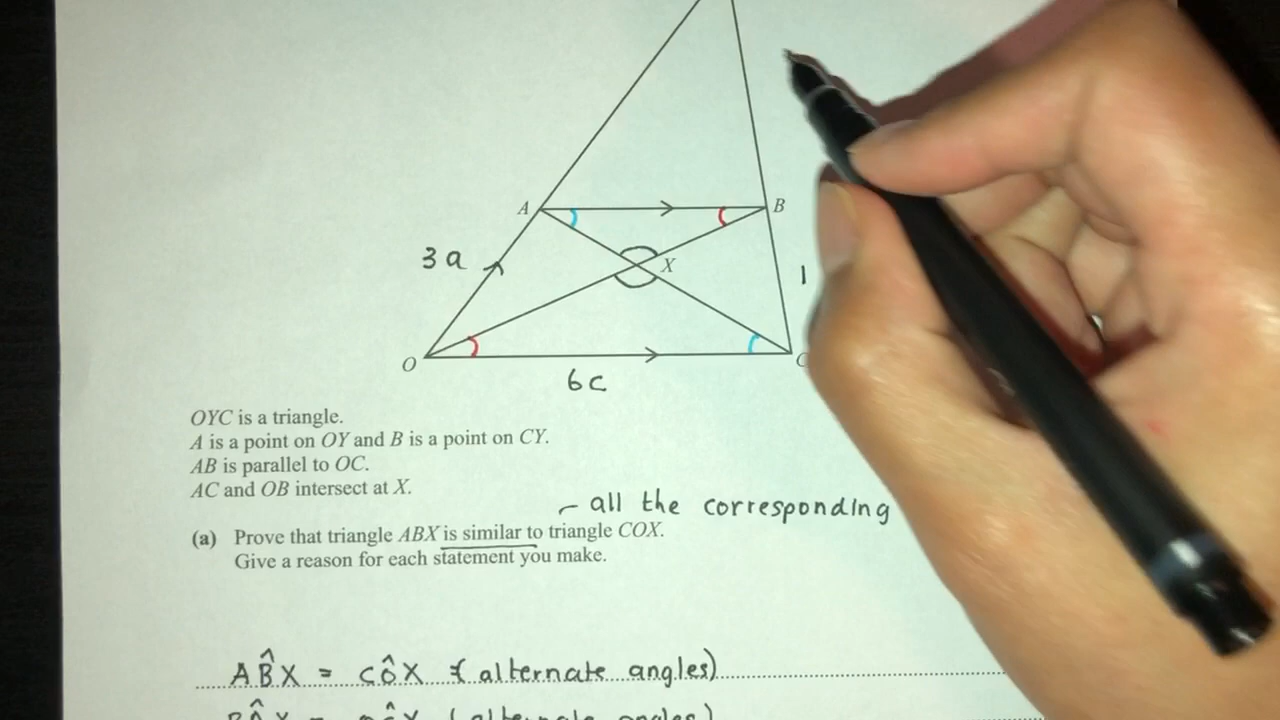 A
B
3a
X
1
O
C
6c
OYC is a triangle.
A is a point on OY and B is a point on CY.
AB is parallel to OC.
AC and OB intersect at X.
– all the corresponding
(a) Prove that triangle ABX is similar to triangle COX.
Give a reason for each statement you make.
AB̂X = CÔX (alternate angles)
(alternate angles)